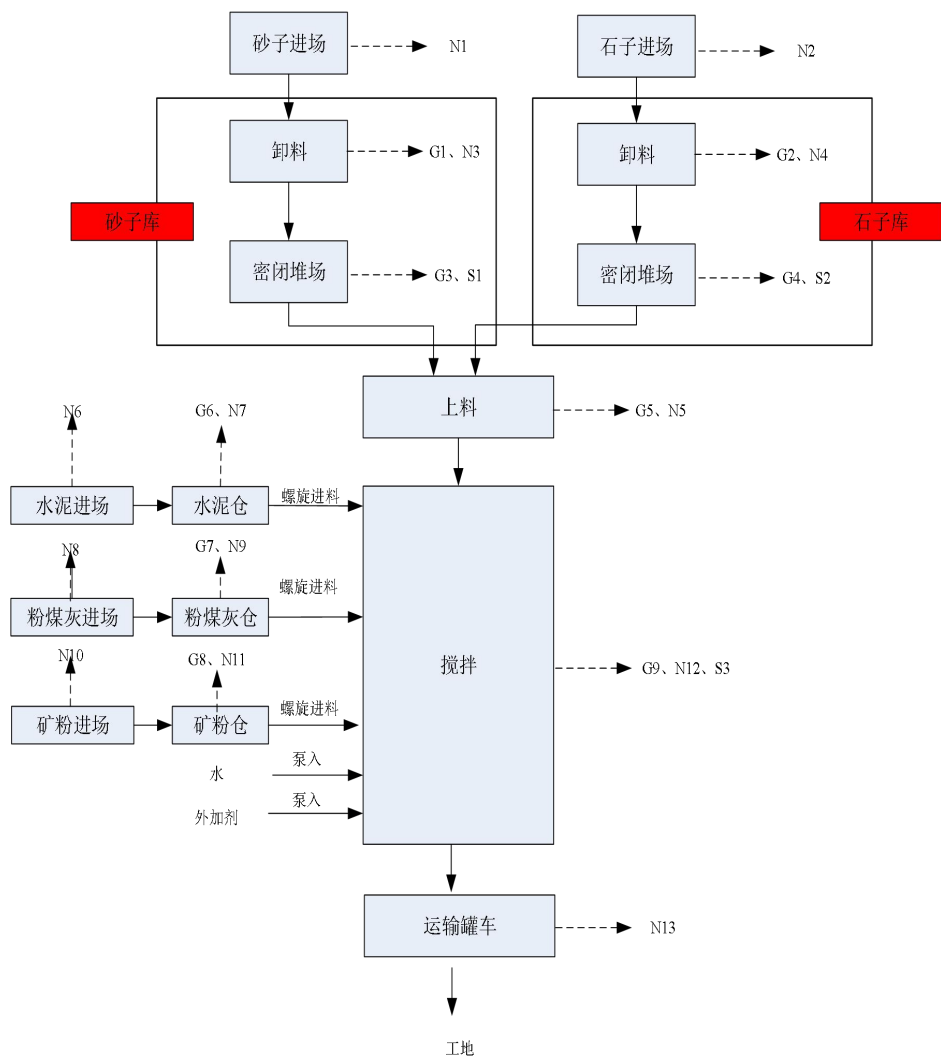 砂子进场
N1
石子进场
N2
卸料
G1、N3
卸料
G2、N4
砂子库
石子库
密闭堆场
G3、S1
密闭堆场
G4、S2
上料
G5、N5
N6
G6、N7
水泥进场
水泥仓
螺旋进料
N8
G7、N9
粉煤灰进场
粉煤灰仓
螺旋进料
搅拌
G9、N12、S3
N10
G8、N11
矿粉进场
矿粉仓
螺旋进料
水
泵入
外加剂
泵入
运输罐车
N13
工地